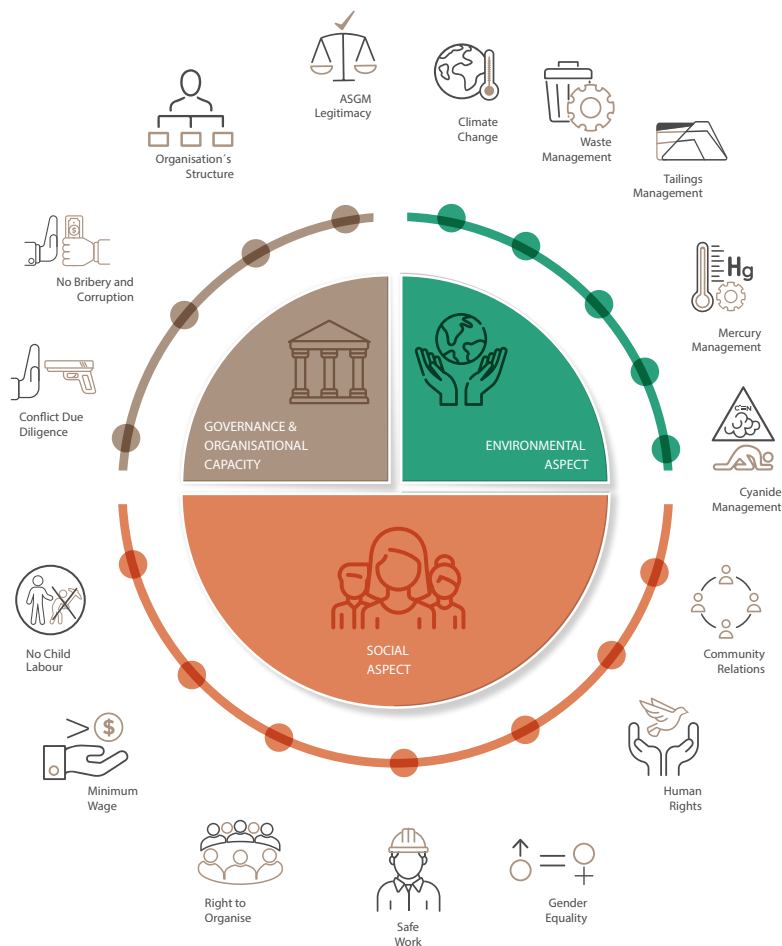 ASGM
Legitimacy
Climate
Change
Waste
Management
Tailings
Management
Organisation´s
Structure
No Bribery and
Corruption
Hg
Mercury
Management
Conflict Due
Diligence
C≡N
Cyanide
Management
GOVERNANCE &
ORGANISATIONAL
CAPACITY
ENVIRONMENTAL
ASPECT
SOCIAL
ASPECT
No Child
Labour
Community
Relations
$
Minimum
Wage
Human
Rights
Right to
Organise
Safe
Work
Gender
Equality